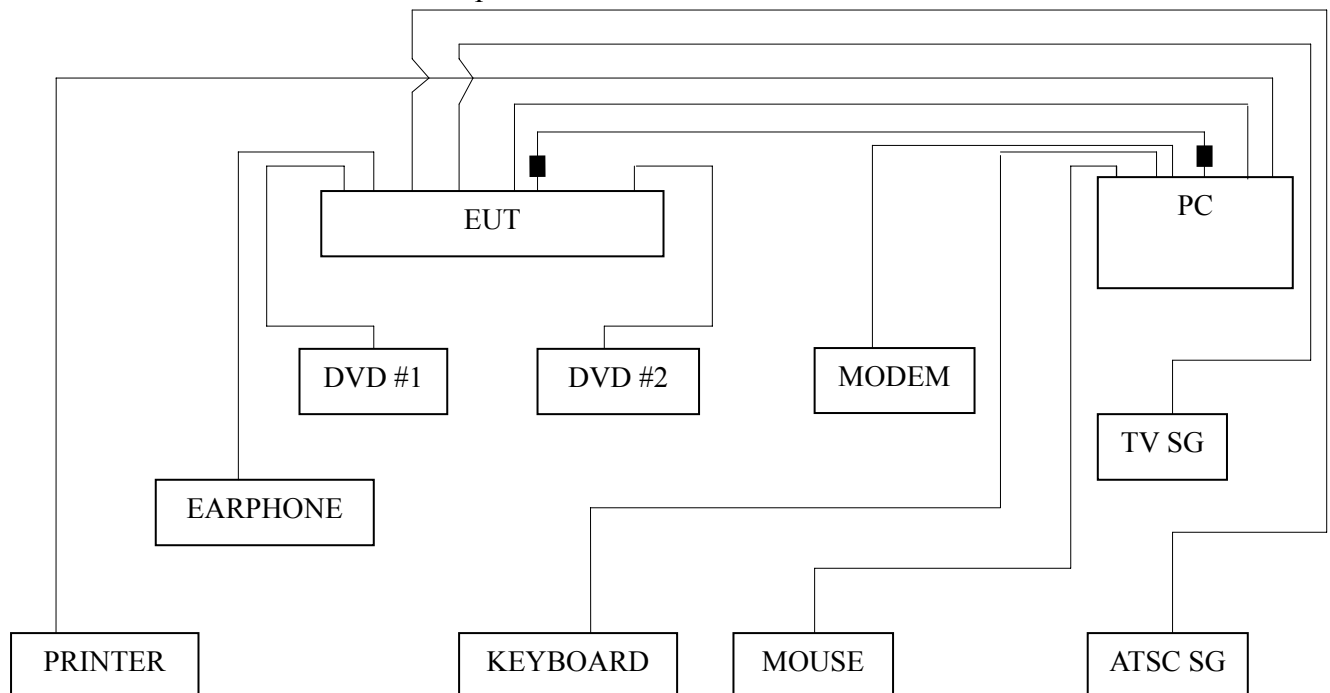 EUT
PC
DVD #1
DVD #2
MODEM
TV SG
EARPHONE
PRINTER
KEYBOARD
MOUSE
ATSC SG